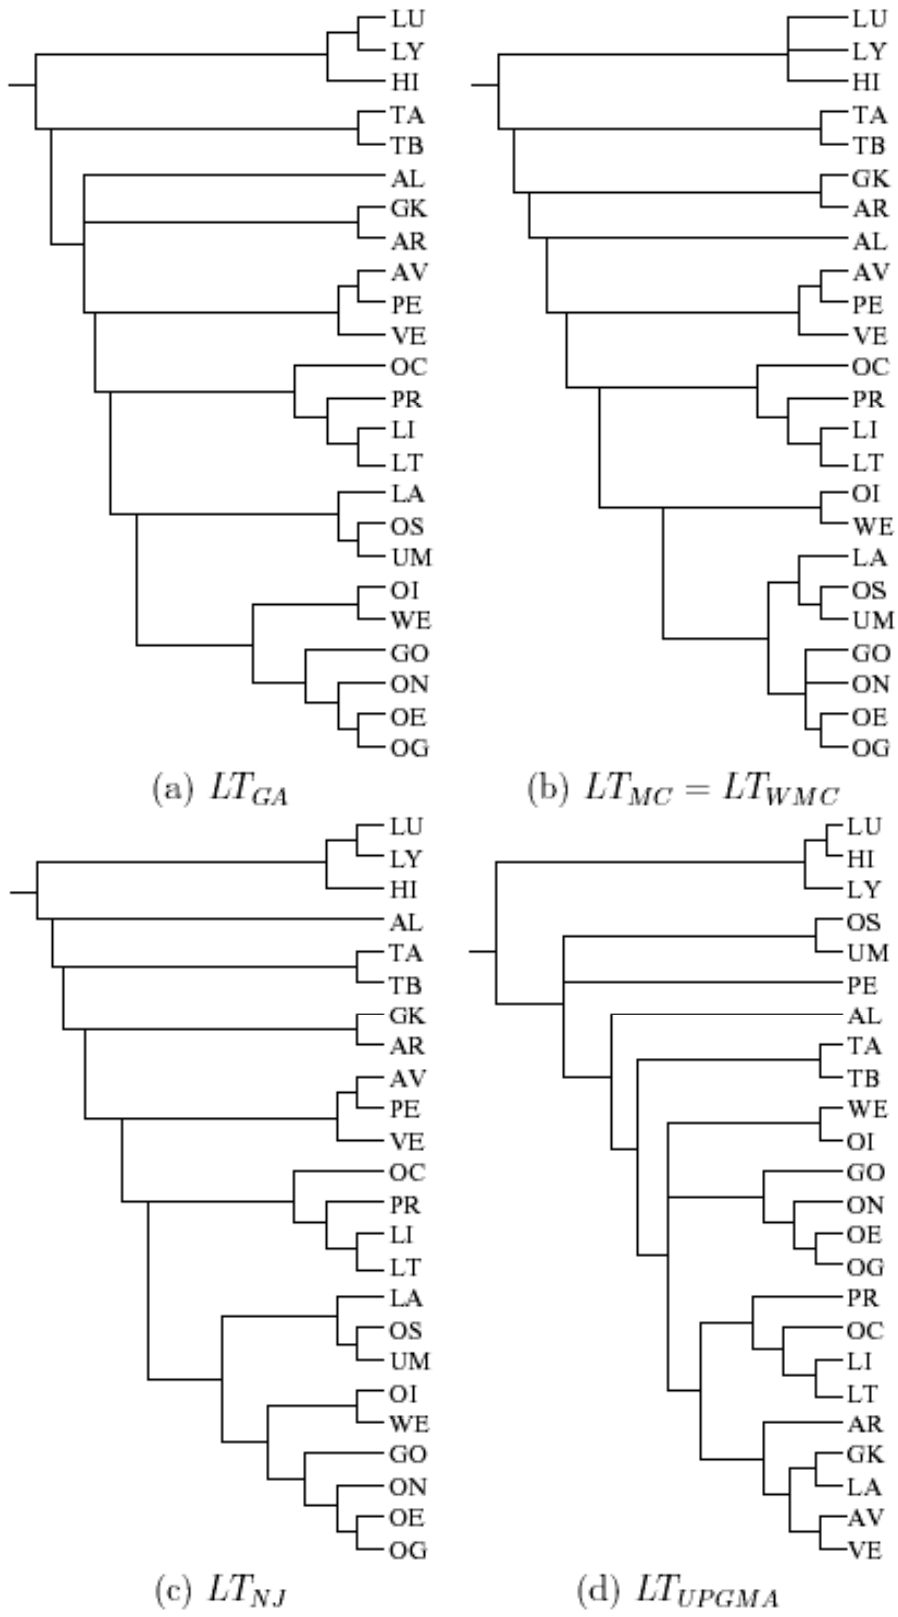 LU
LY
HI
TA
TB
AL
GK
AR
AV
PE
VE
OC
PR
LI
LT
LA
OS
UM
OI
WE
GO
ON
OE
OG
(a) LT_GA
LU
LY
HI
TA
TB
GK
AR
AL
AV
PE
VE
OC
PR
LI
LT
OI
WE
LA
OS
UM
GO
ON
OE
OG
(b) LT_MC = LT_WMC
LU
LY
HI
AL
TA
TB
GK
AR
AV
PE
VE
OC
PR
LI
LT
LA
OS
UM
OI
WE
GO
ON
OE
OG
(c) LT_NJ
LU
HI
LY
OS
UM
PE
AL
TA
TB
WE
OI
GO
ON
OE
OG
PR
OC
LI
LT
AR
GK
LA
AV
VE
(d) LT_UPGMA